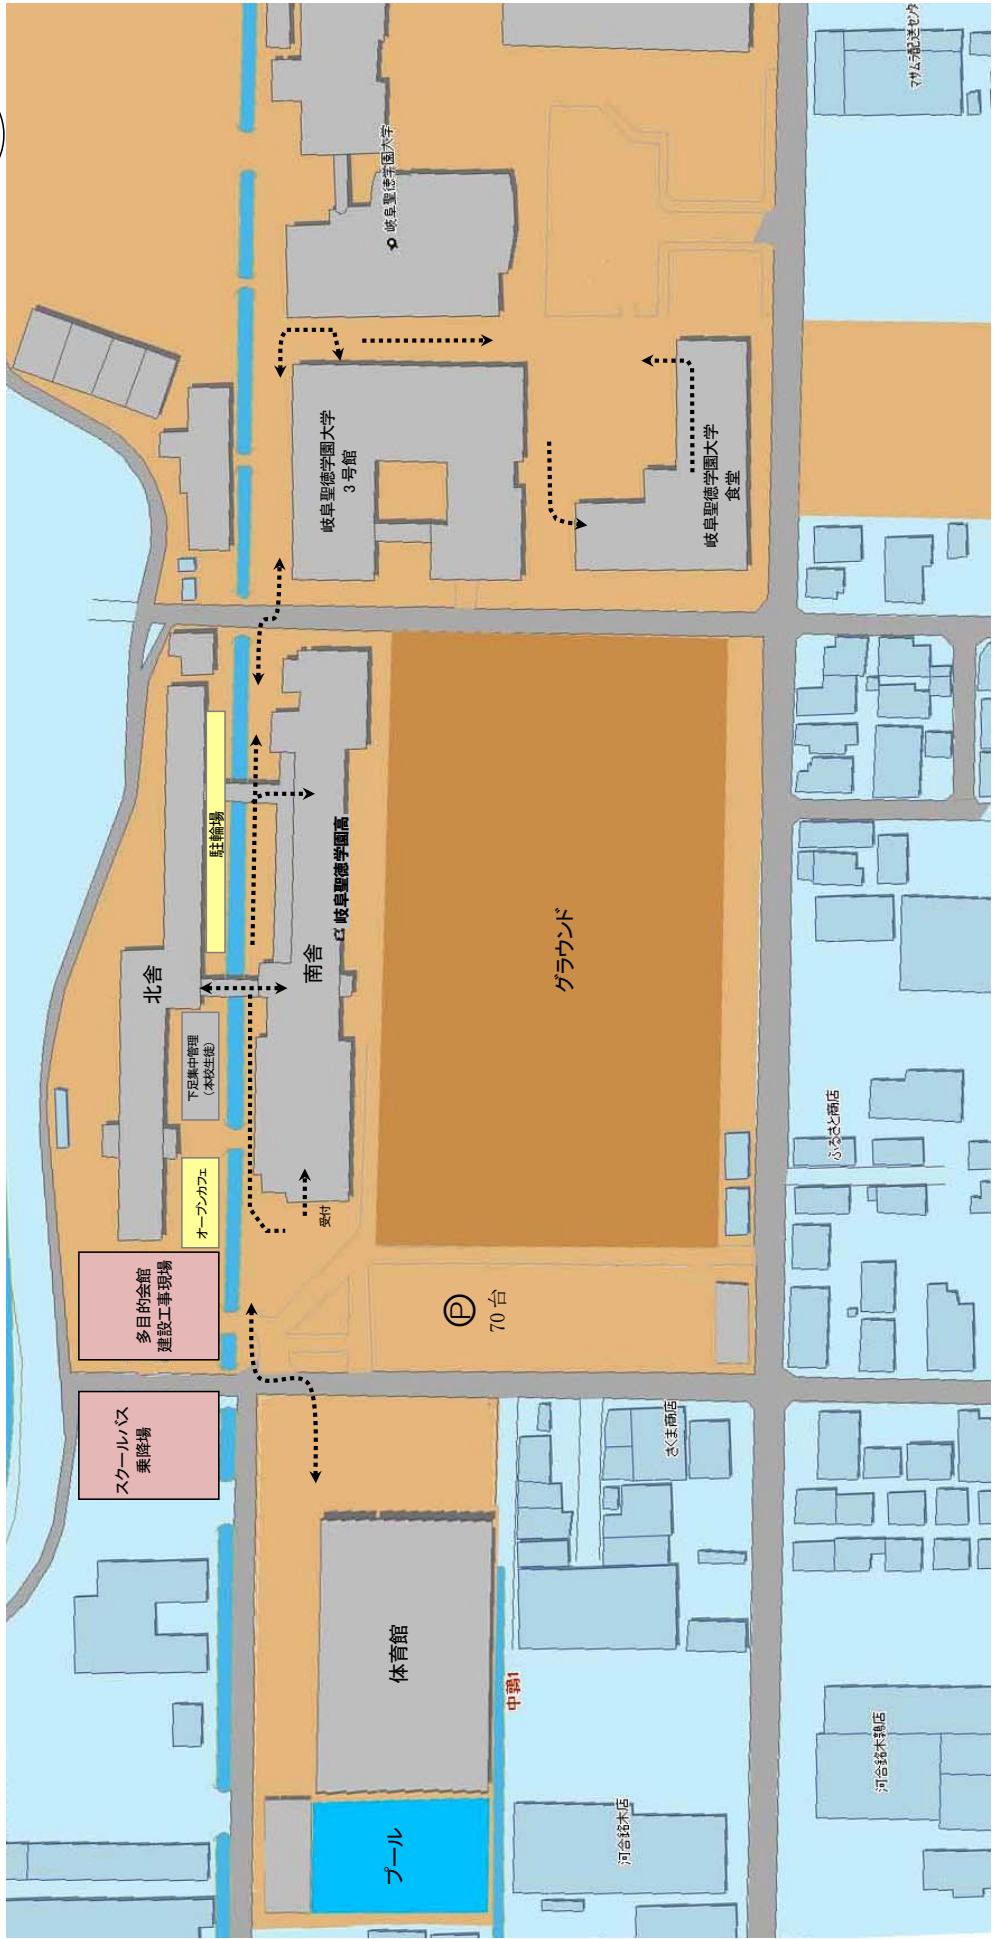 スクールバス
乗降場
多目的会館
建設工事現場
オープンカフェ
下足集中管理
（本校生徒）
北舎
駐輪場
南舎
岐阜聖徳学園高
受付
グラウンド
Ⓟ
70 台
体育館
プール
中鶉1
岐阜聖徳学園大学
3 号館
岐阜聖徳学園大学
岐阜聖徳学園大学
食堂
さくま商店
ふるさと商店
河合銘木店
河合銘木鶉店
マサムラ配送センタ